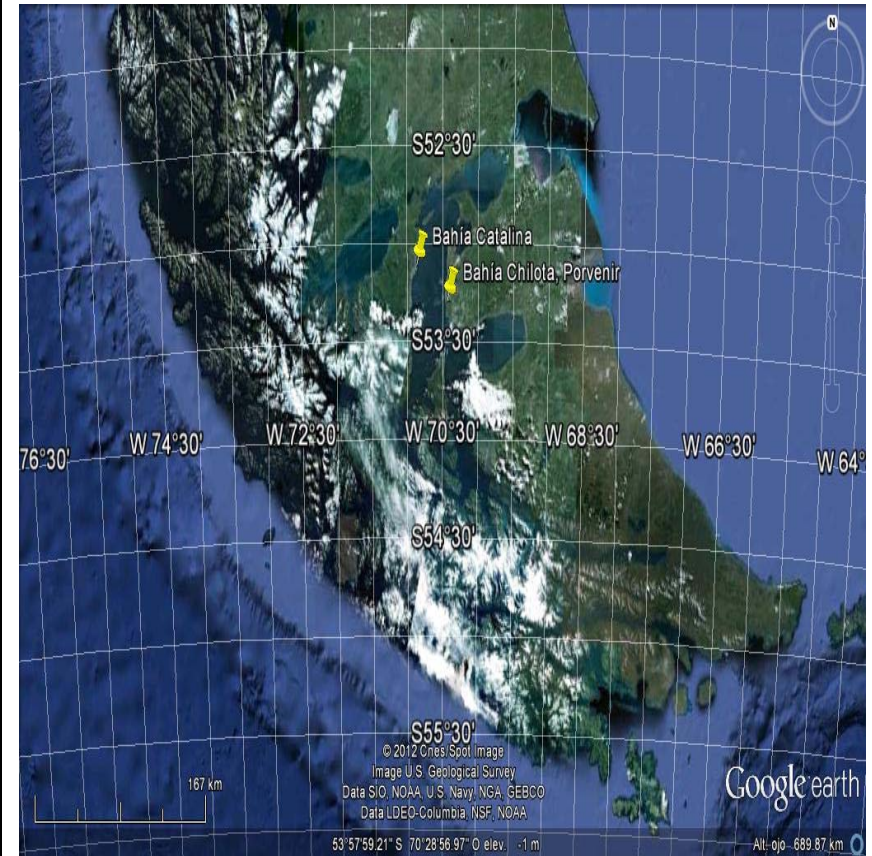 N
S52°30'
Bahía Catalina
Bahía Chilota, Porvenir
S53°30'
76°30'
W 74°30'
W 72°30'
W 70°30'
W 68°30'
W 66°30'
W 64°
S54°30'
S55°30'
© 2012 Cnes/Spot Image
Image U.S. Geological Survey
Data SIO, NOAA, U.S. Navy, NGA, GEBCO
Data LDEO-Columbia, NSF, NOAA
167 km
Google earth
53°57'59.21" S 70°28'56.97" O elev. -1 m
Alt. ojo 689.87 km